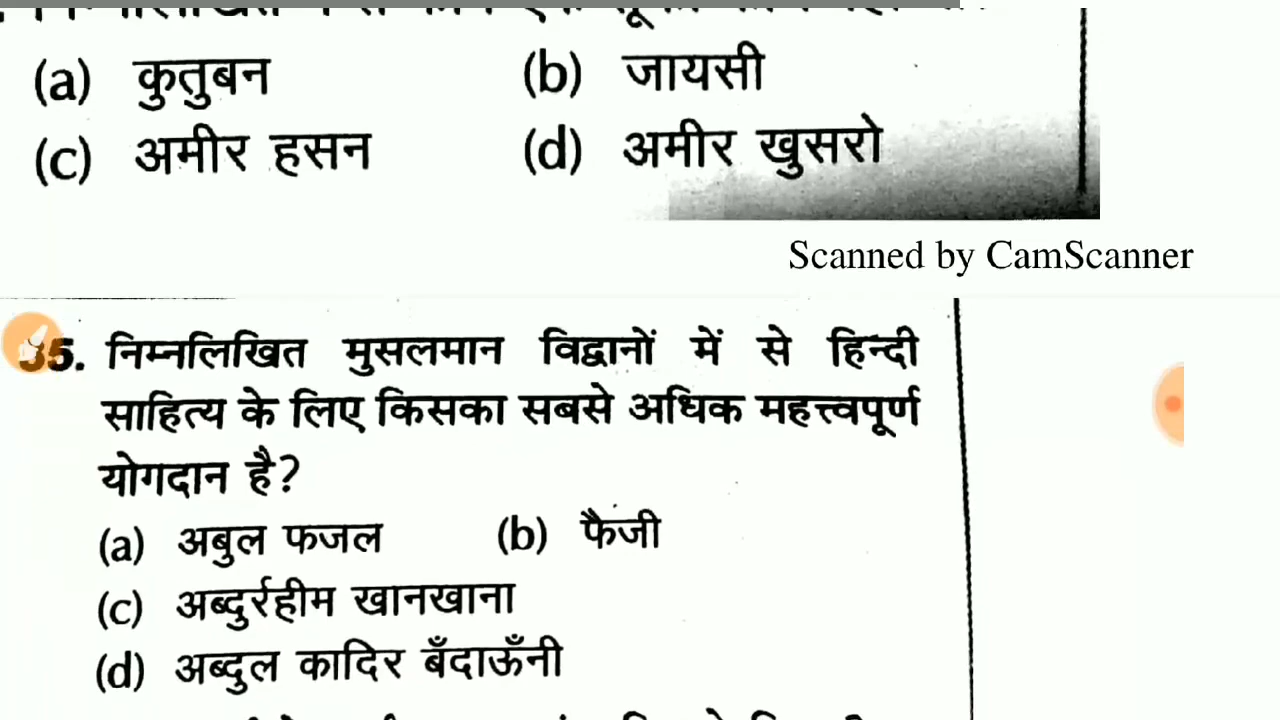 (a) कुतुबन (b) जायसी
(c) अमीर हसन (d) अमीर खुसरो
Scanned by CamScanner
35. निम्नलिखित मुसलमान विद्वानों में से हिन्दी
साहित्य के लिए किसका सबसे अधिक महत्त्वपूर्ण
योगदान है?
(a) अबुल फजल (b) फैजी
(c) अब्दुर्रहीम खानखाना
(d) अब्दुल कादिर बँदाऊँनी